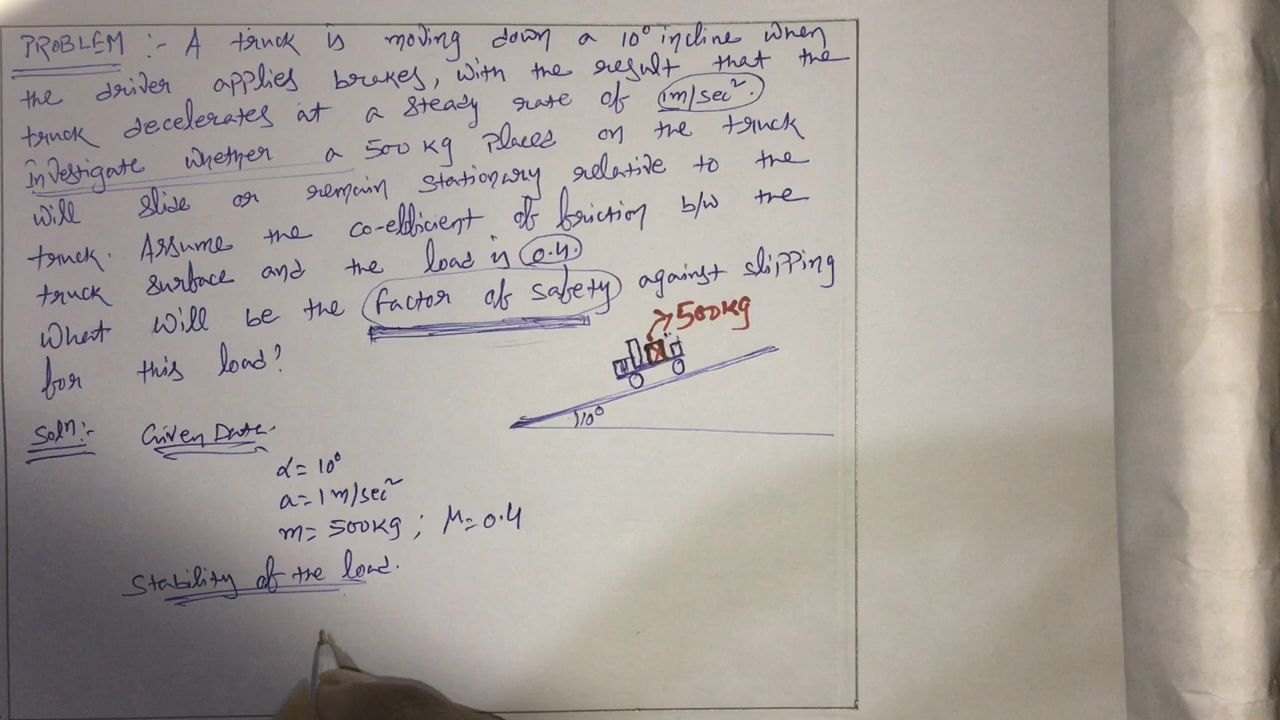 PROBLEM :- A truck is moving down a 10° incline when
the driver applies brakes, with the result that the
truck decelerates at a steady rate of 1m/sec².
Investigate whether a 500 kg places on the truck
will slide or remain stationary relative to the
truck. Assume the co-efficient of friction b/w the
truck surface and the load is 0.4.
What will be the factor of safety against slipping
for this load?
500kg
10°
Soln:- Given Data-
α = 10°
a = 1 m/sec²
m = 500kg ; μ = 0.4
Stability of the load.